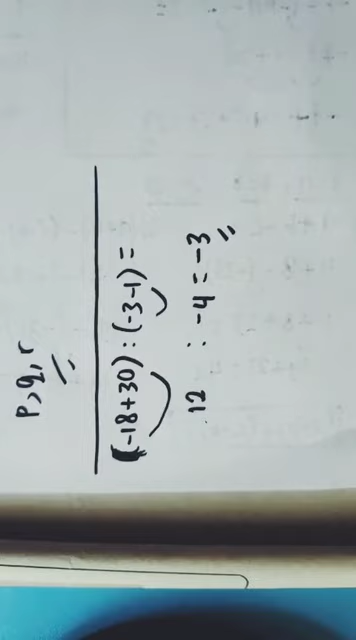 p, q, r
(-18+30) : (-3-1) =
12 : -4 = -3